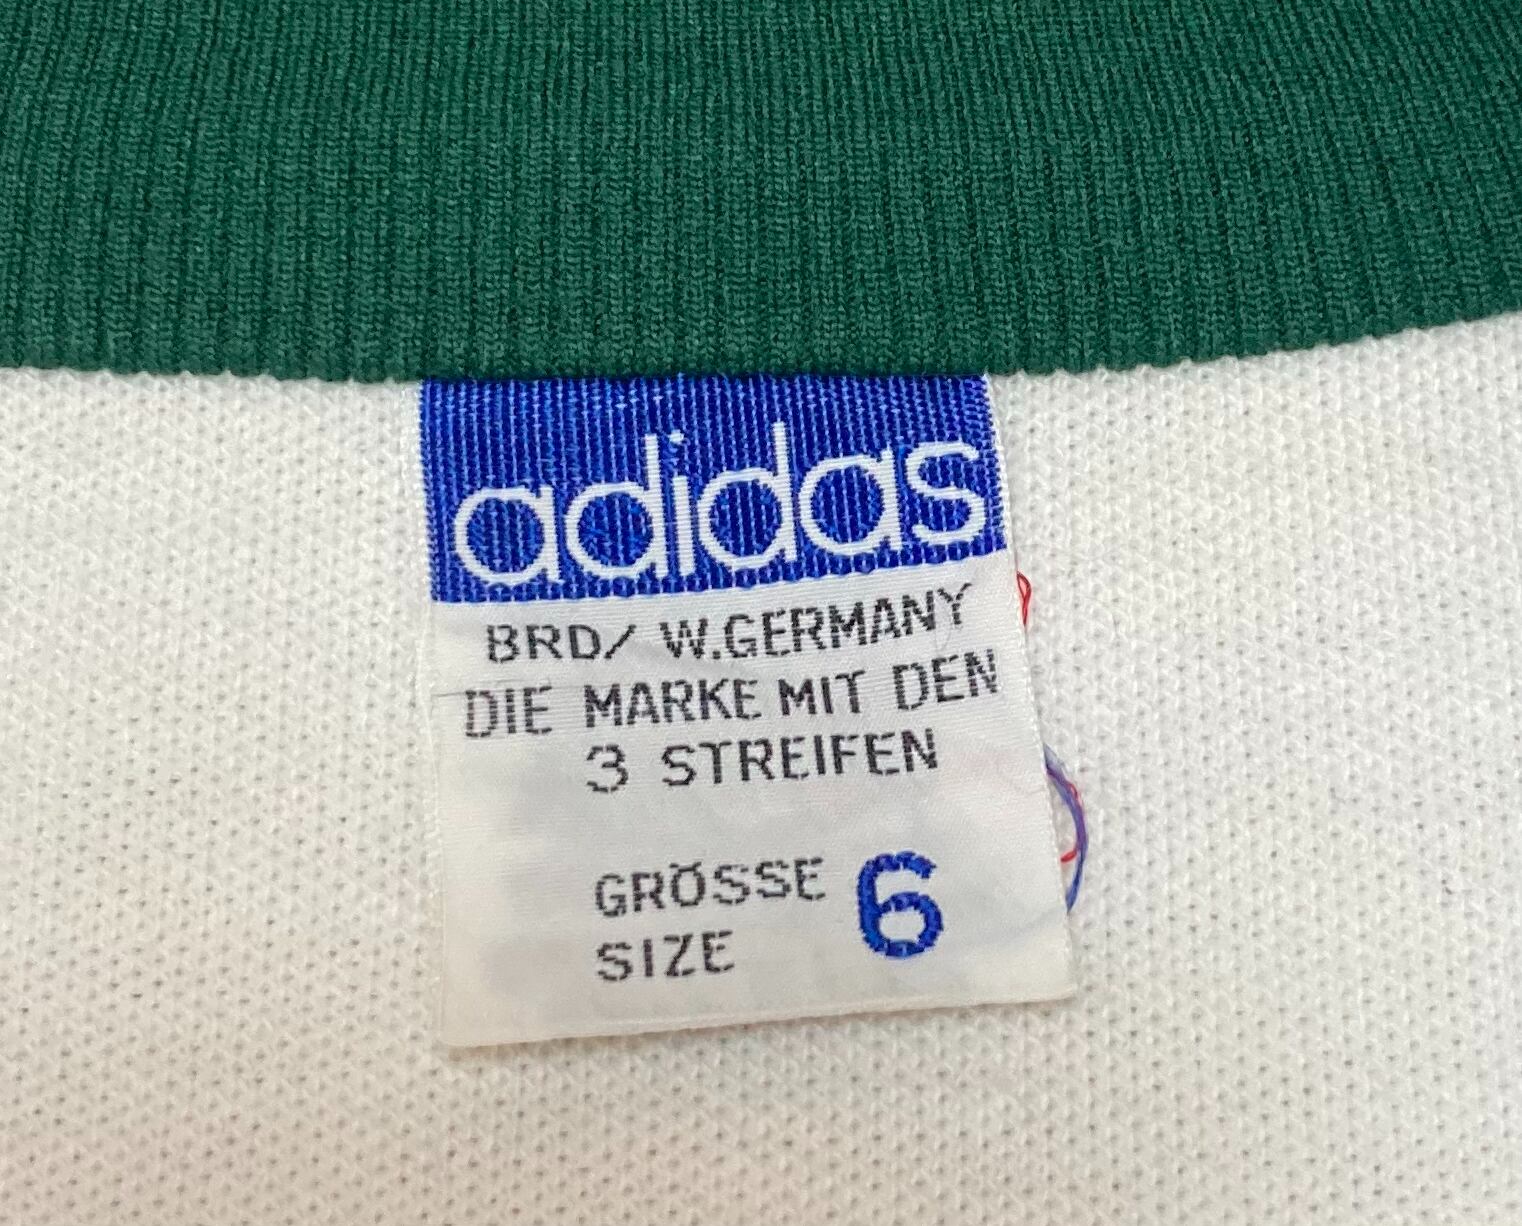 adidas
BRD/ W.GERMANY
DIE MARKE MIT DEN
3 STREIFEN
GRÖSSE 6
SIZE